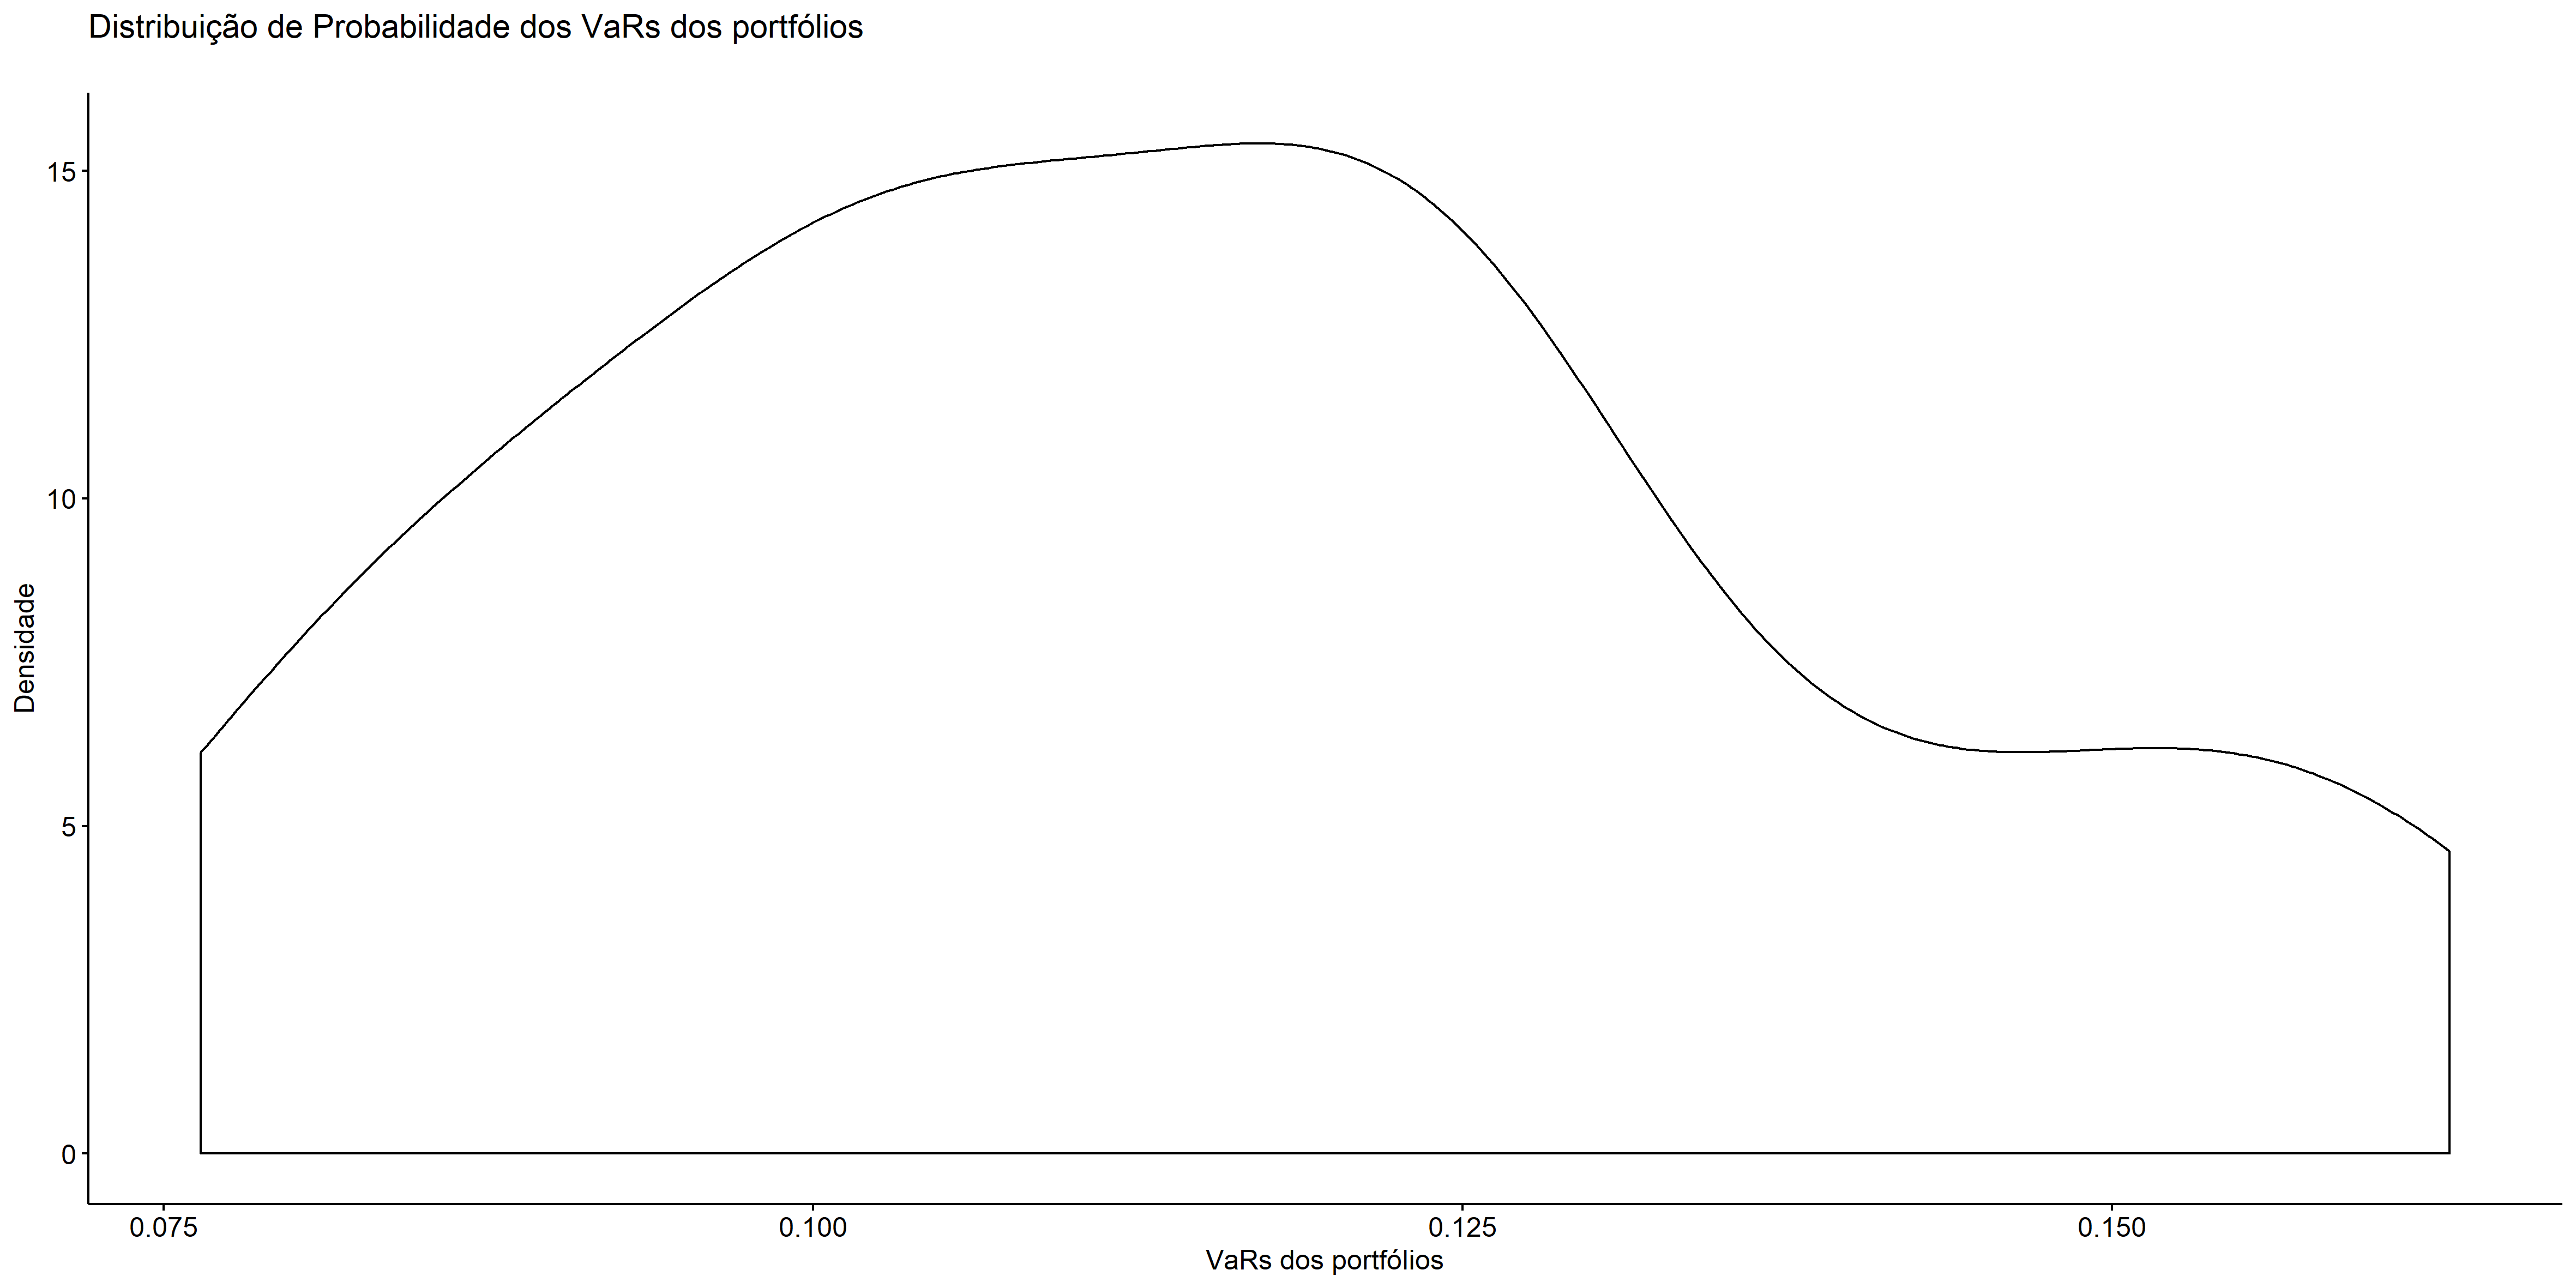 Distribuição de Probabilidade dos VaRs dos portfólios
15
10
5
0
Densidade
0.075
0.100
0.125
0.150
VaRs dos portfólios